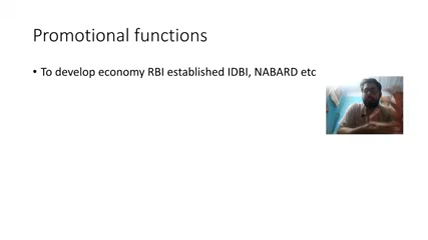 Promotional functions
• To develop economy RBI established IDBI, NABARD etc